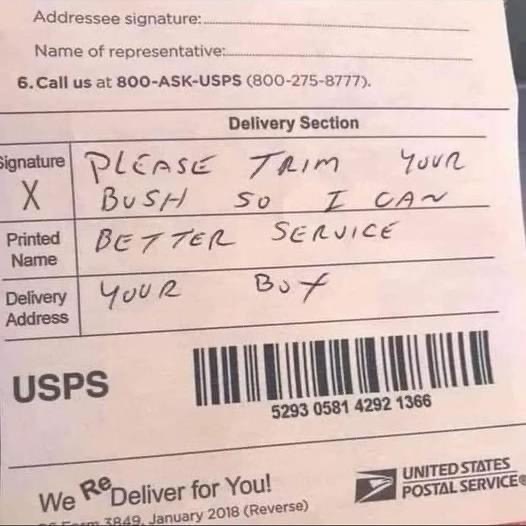 Addressee signature:
Name of representative:
6. Call us at 800-ASK-USPS (800-275-8777).
Delivery Section
Signature
X
PLEASE TRIM YOUR
BUSH SO I CAN
Printed
Name
BETTER SERVICE
Delivery
Address
YOUR BOX
USPS
5293 0581 4292 1366
We ReDeliver for You!
UNITED STATES
POSTAL SERVICE®
PS Form 3849, January 2018 (Reverse)